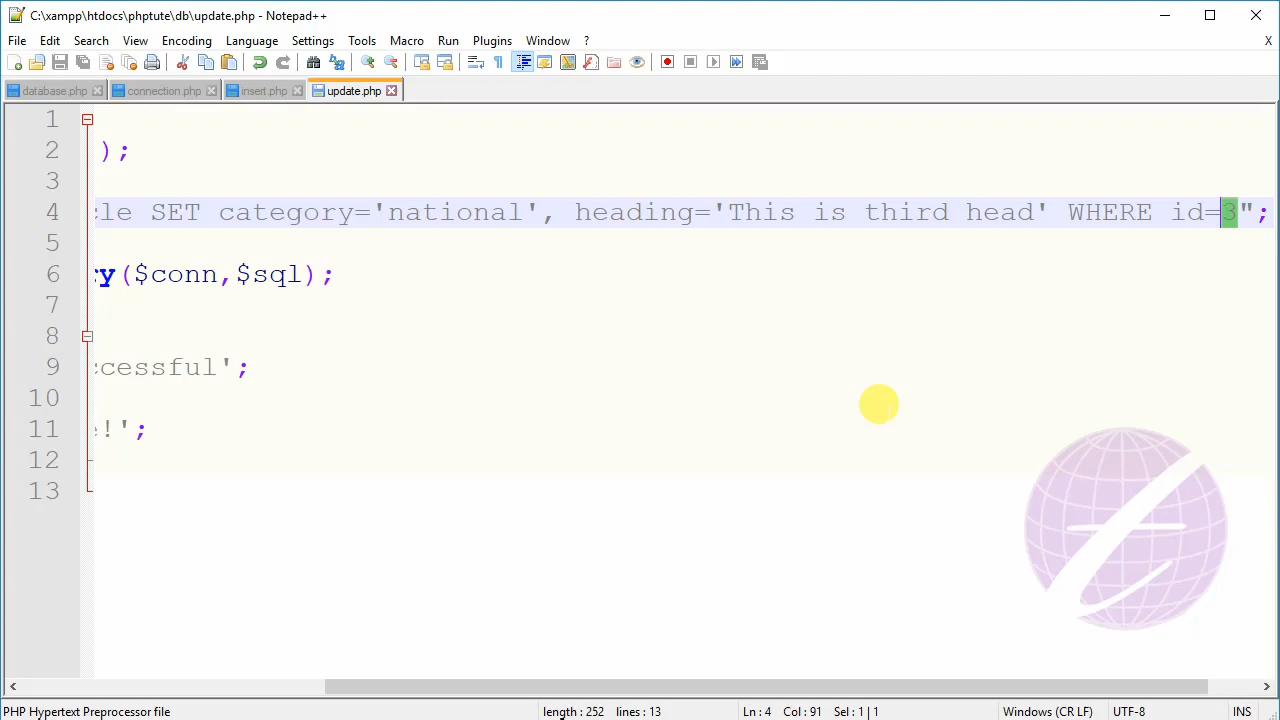 C:\xampp\htdocs\phptute\db\update.php - Notepad++
File Edit Search View Encoding Language Settings Tools Macro Run Plugins Window ? X
database.php connection.php insert.php update.php
1
2 );
3
4 cle SET category='national', heading='This is third head' WHERE id=3";
5
6 ry($conn,$sql);
7
8
9 ccessful';
10
11 e!';
12
13
PHP Hypertext Preprocessor file length : 252 lines : 13 Ln : 4 Col : 91 Sel : 1 | 1 Windows (CR LF) UTF-8 INS